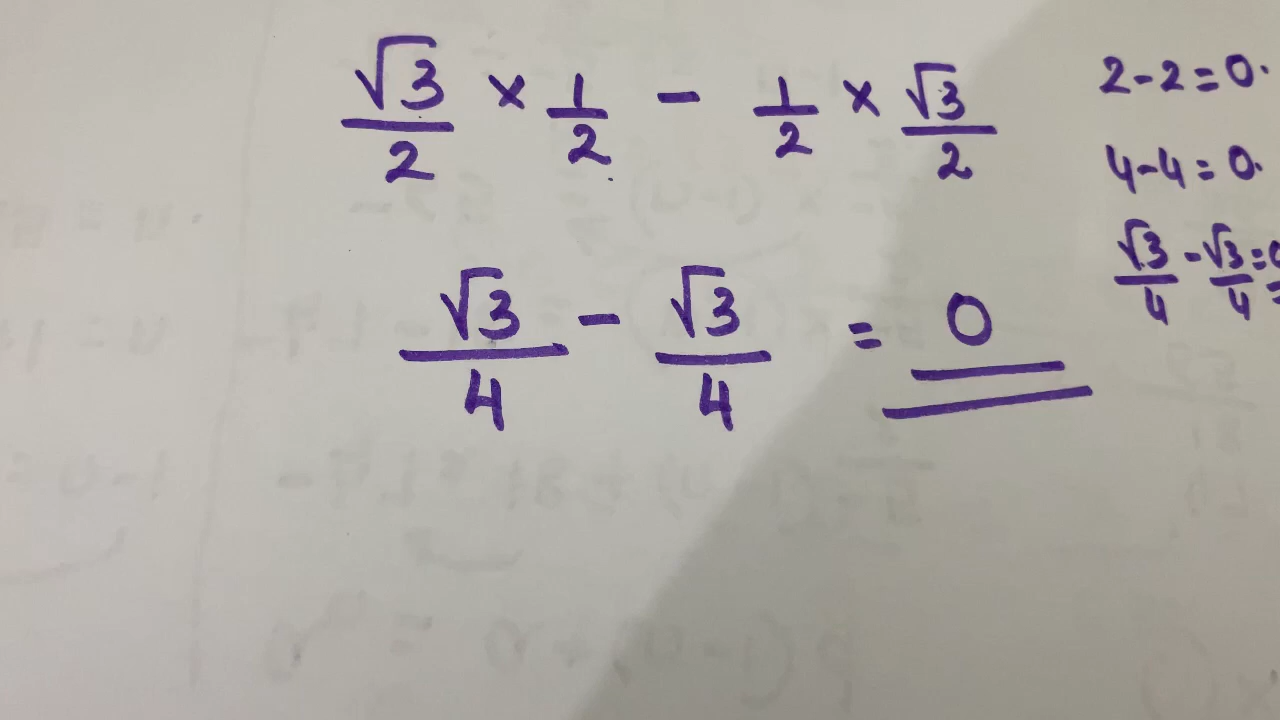 √3/2 × 1/2 - 1/2 × √3/2
√3/4 - √3/4 = 0
2-2=0.
4-4=0.
√3/4 - √3/4 = 0